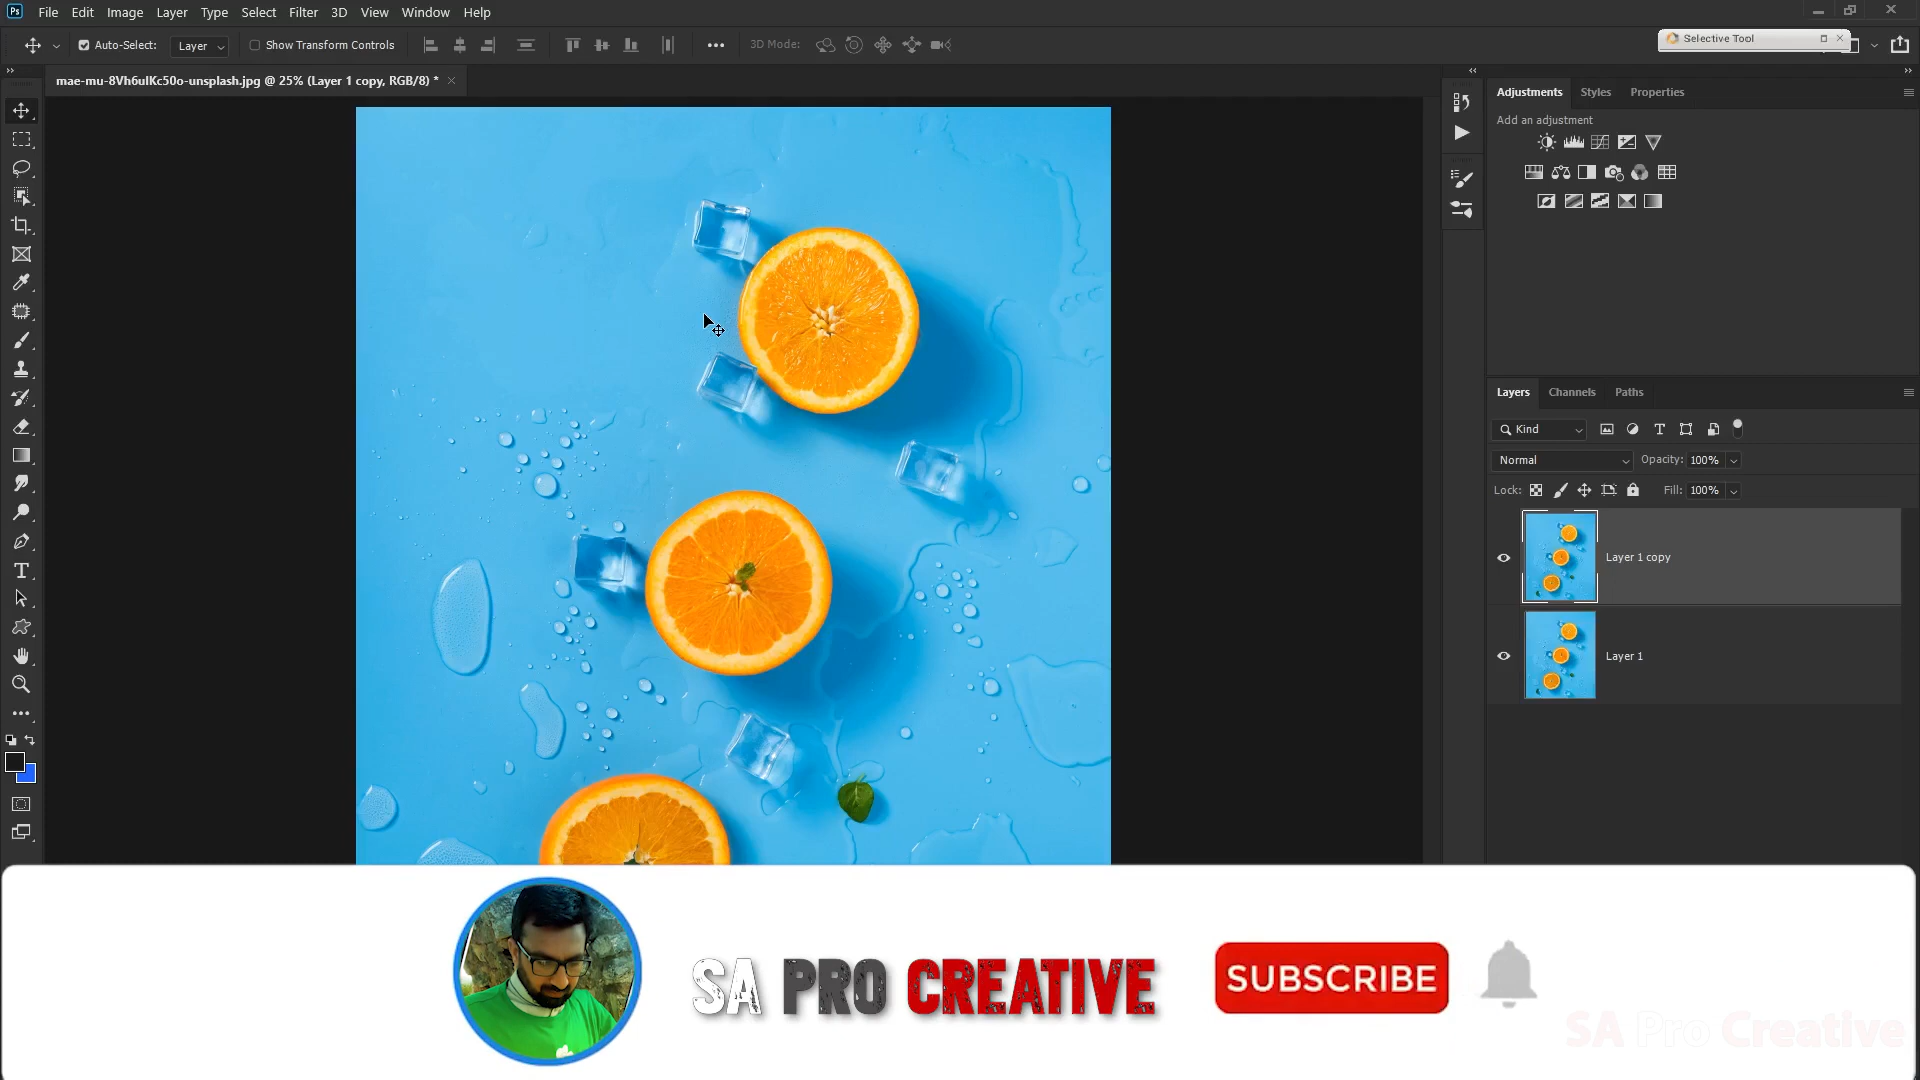 Ps File Edit Image Layer Type Select Filter 3D View Window Help
Auto-Select: Layer Show Transform Controls 3D Mode: Selective Tool
mae-mu-8Vh6ulKc50o-unsplash.jpg @ 25% (Layer 1 copy, RGB/8) *
Adjustments Styles Properties
Add an adjustment
Layers Channels Paths
Kind
Normal Opacity: 100%
Lock: Fill: 100%
Layer 1 copy
Layer 1
SA PRO CREATIVE SUBSCRIBE
SA Pro Creative